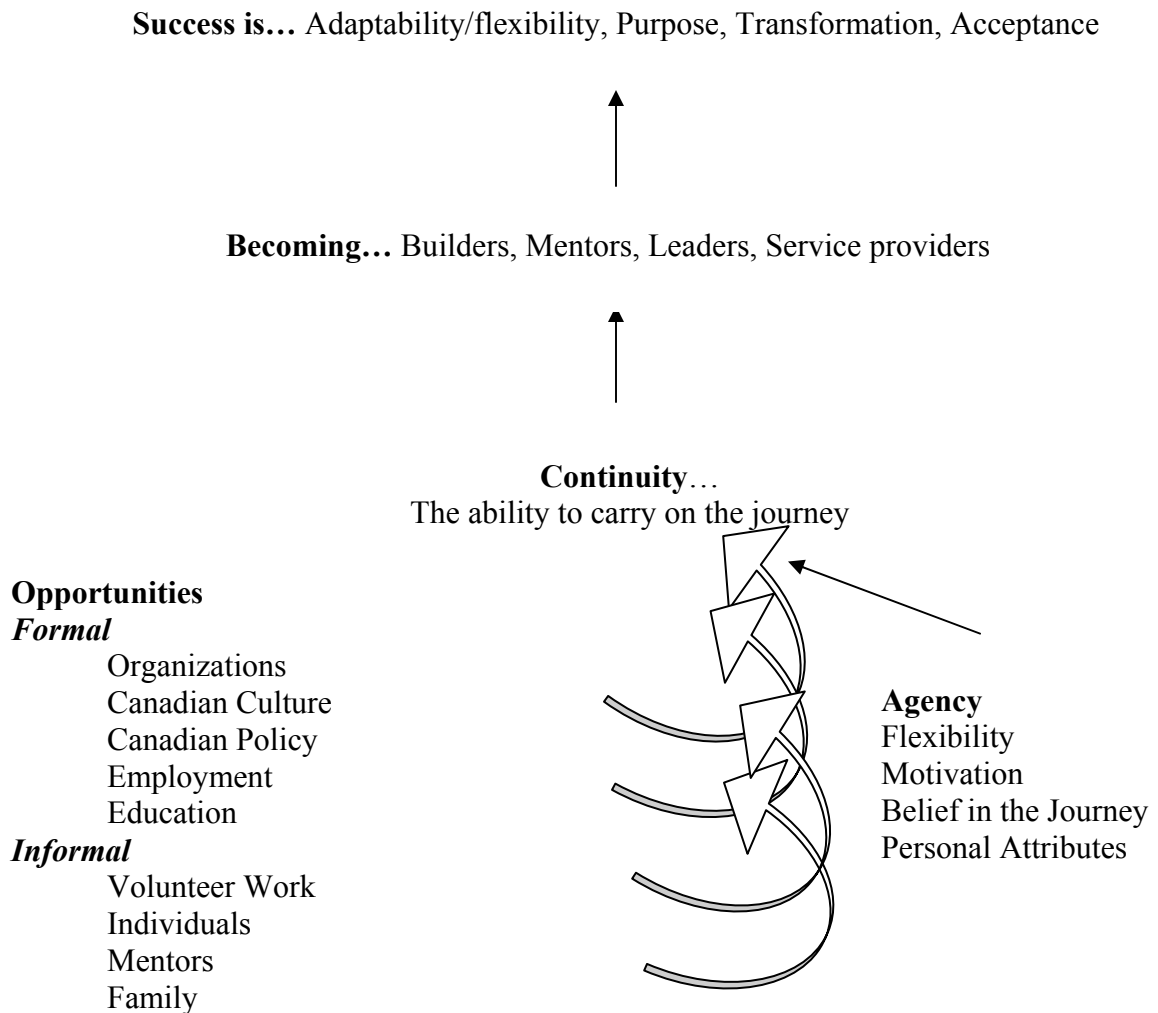 Success is… Adaptability/flexibility, Purpose, Transformation, Acceptance
Becoming… Builders, Mentors, Leaders, Service providers
Continuity…
The ability to carry on the journey
Opportunities
Formal
Organizations
Canadian Culture
Canadian Policy
Employment
Education
Informal
Volunteer Work
Individuals
Mentors
Family
Agency
Flexibility
Motivation
Belief in the Journey
Personal Attributes